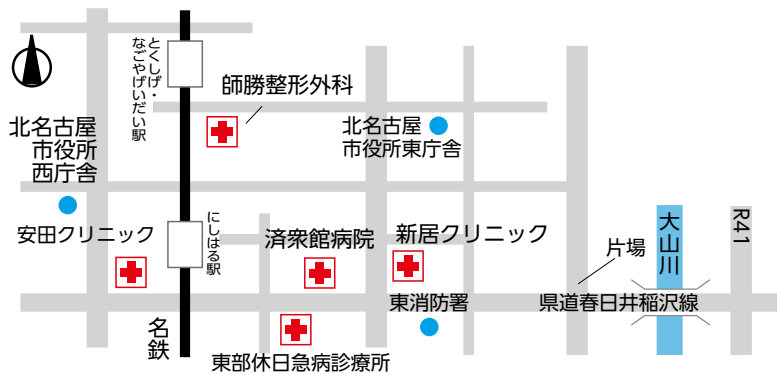 とくしげ・
なごやげいだい駅
師勝整形外科
北名古屋
市役所
西庁舎
北名古屋
市役所東庁舎
安田クリニック
にしはる駅
済衆館病院
新居クリニック
片場
大山川
R41
名鉄
東部休日急病診療所
東消防署
県道春日井稲沢線